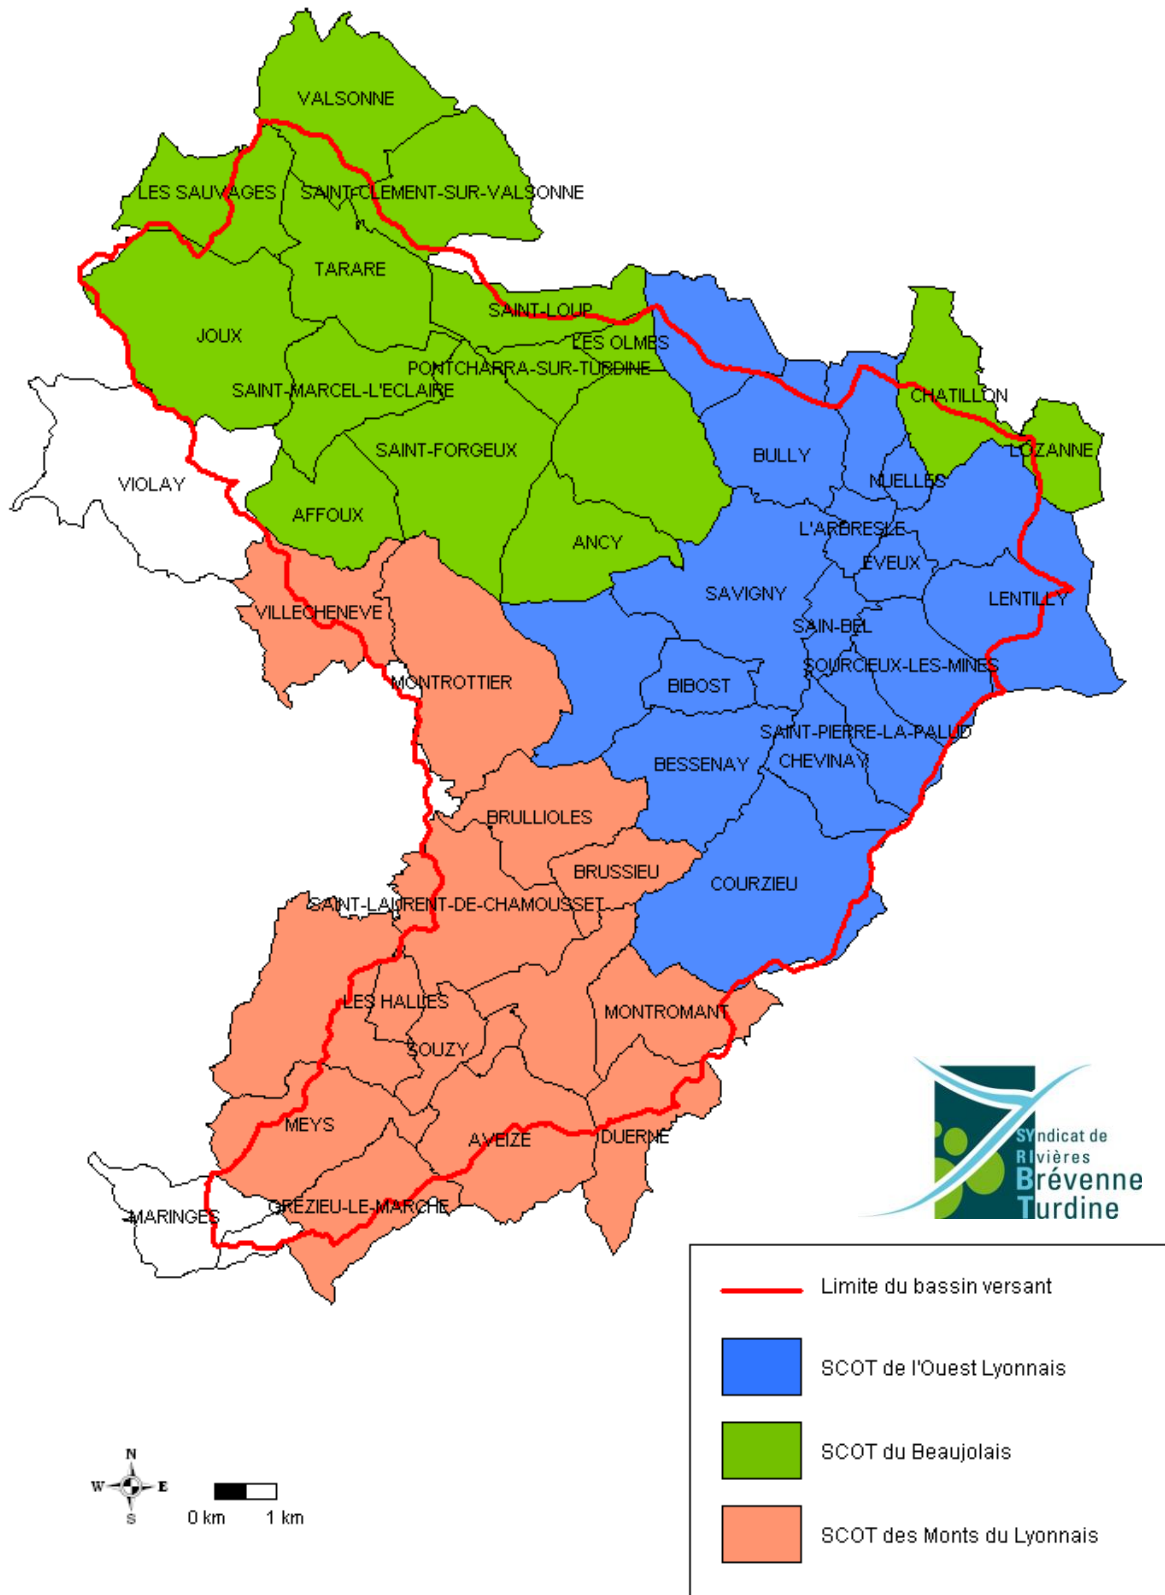 VALSONNE
LES SAUVAGES
SAINT-CLEMENT-SUR-VALSONNE
TARARE
SAINT-LOUP
JOUX
LES OLMES
PONTCHARRA-SUR-TURDINE
SAINT-MARCEL-L'ECLAIRE
CHATILLON
SAINT-FORGEUX
BULLY
LOZANNE
VIOLAY
NUELLES
AFFOUX
L'ARBRESLE
ANCY
EVEUX
SAVIGNY
LENTILLY
VILLECHENEVE
SAIN-BEL
SOURCIEUX-LES-MINES
MONTROTTIER
BIBOST
SAINT-PIERRE-LA-PALUD
BESSENAY
CHEVINAY
BRULLIOLES
BRUSSIEU
COURZIEU
SAINT-LAURENT-DE-CHAMOUSSET
LES HALLES
MONTROMANT
SOUZY
MEYS
AVEIZE
DUERNE
GREZIEU-LE-MARCHE
MARINGES
SYndicat de
RIvières
Brévenne
Turdine
Limite du bassin versant
SCOT de l'Ouest Lyonnais
SCOT du Beaujolais
SCOT des Monts du Lyonnais
N
W E
S
0 km 1 km